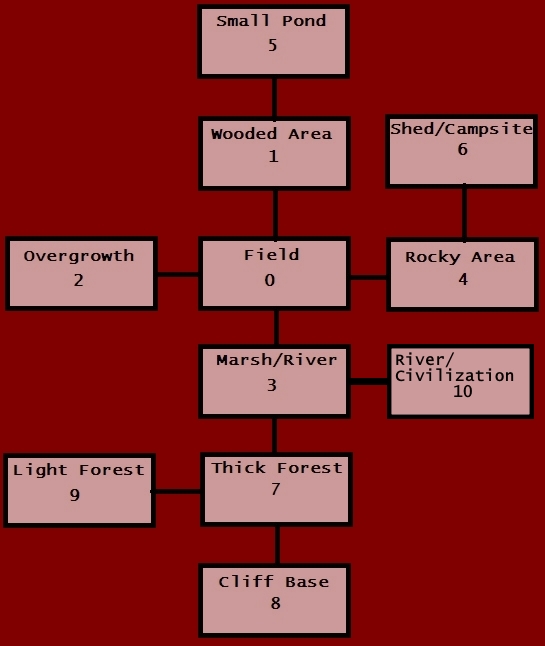 Small Pond
5
Wooded Area
1
Shed/Campsite
6
Overgrowth
2
Field
0
Rocky Area
4
Marsh/River
3
River/
Civilization
10
Light Forest
9
Thick Forest
7
Cliff Base
8